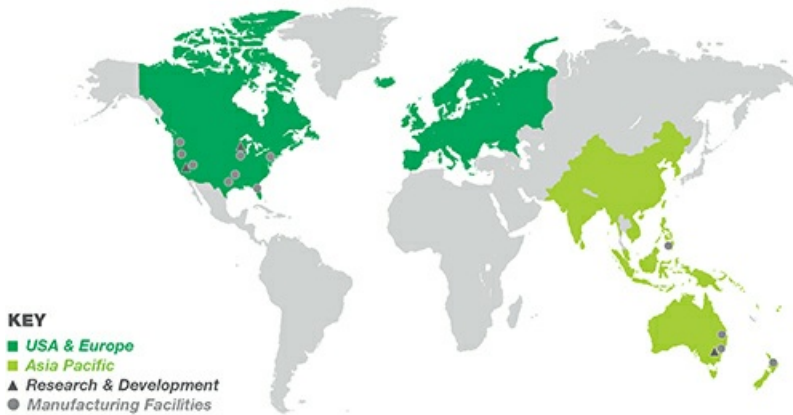 KEY
USA & Europe
Asia Pacific
Research & Development
Manufacturing Facilities